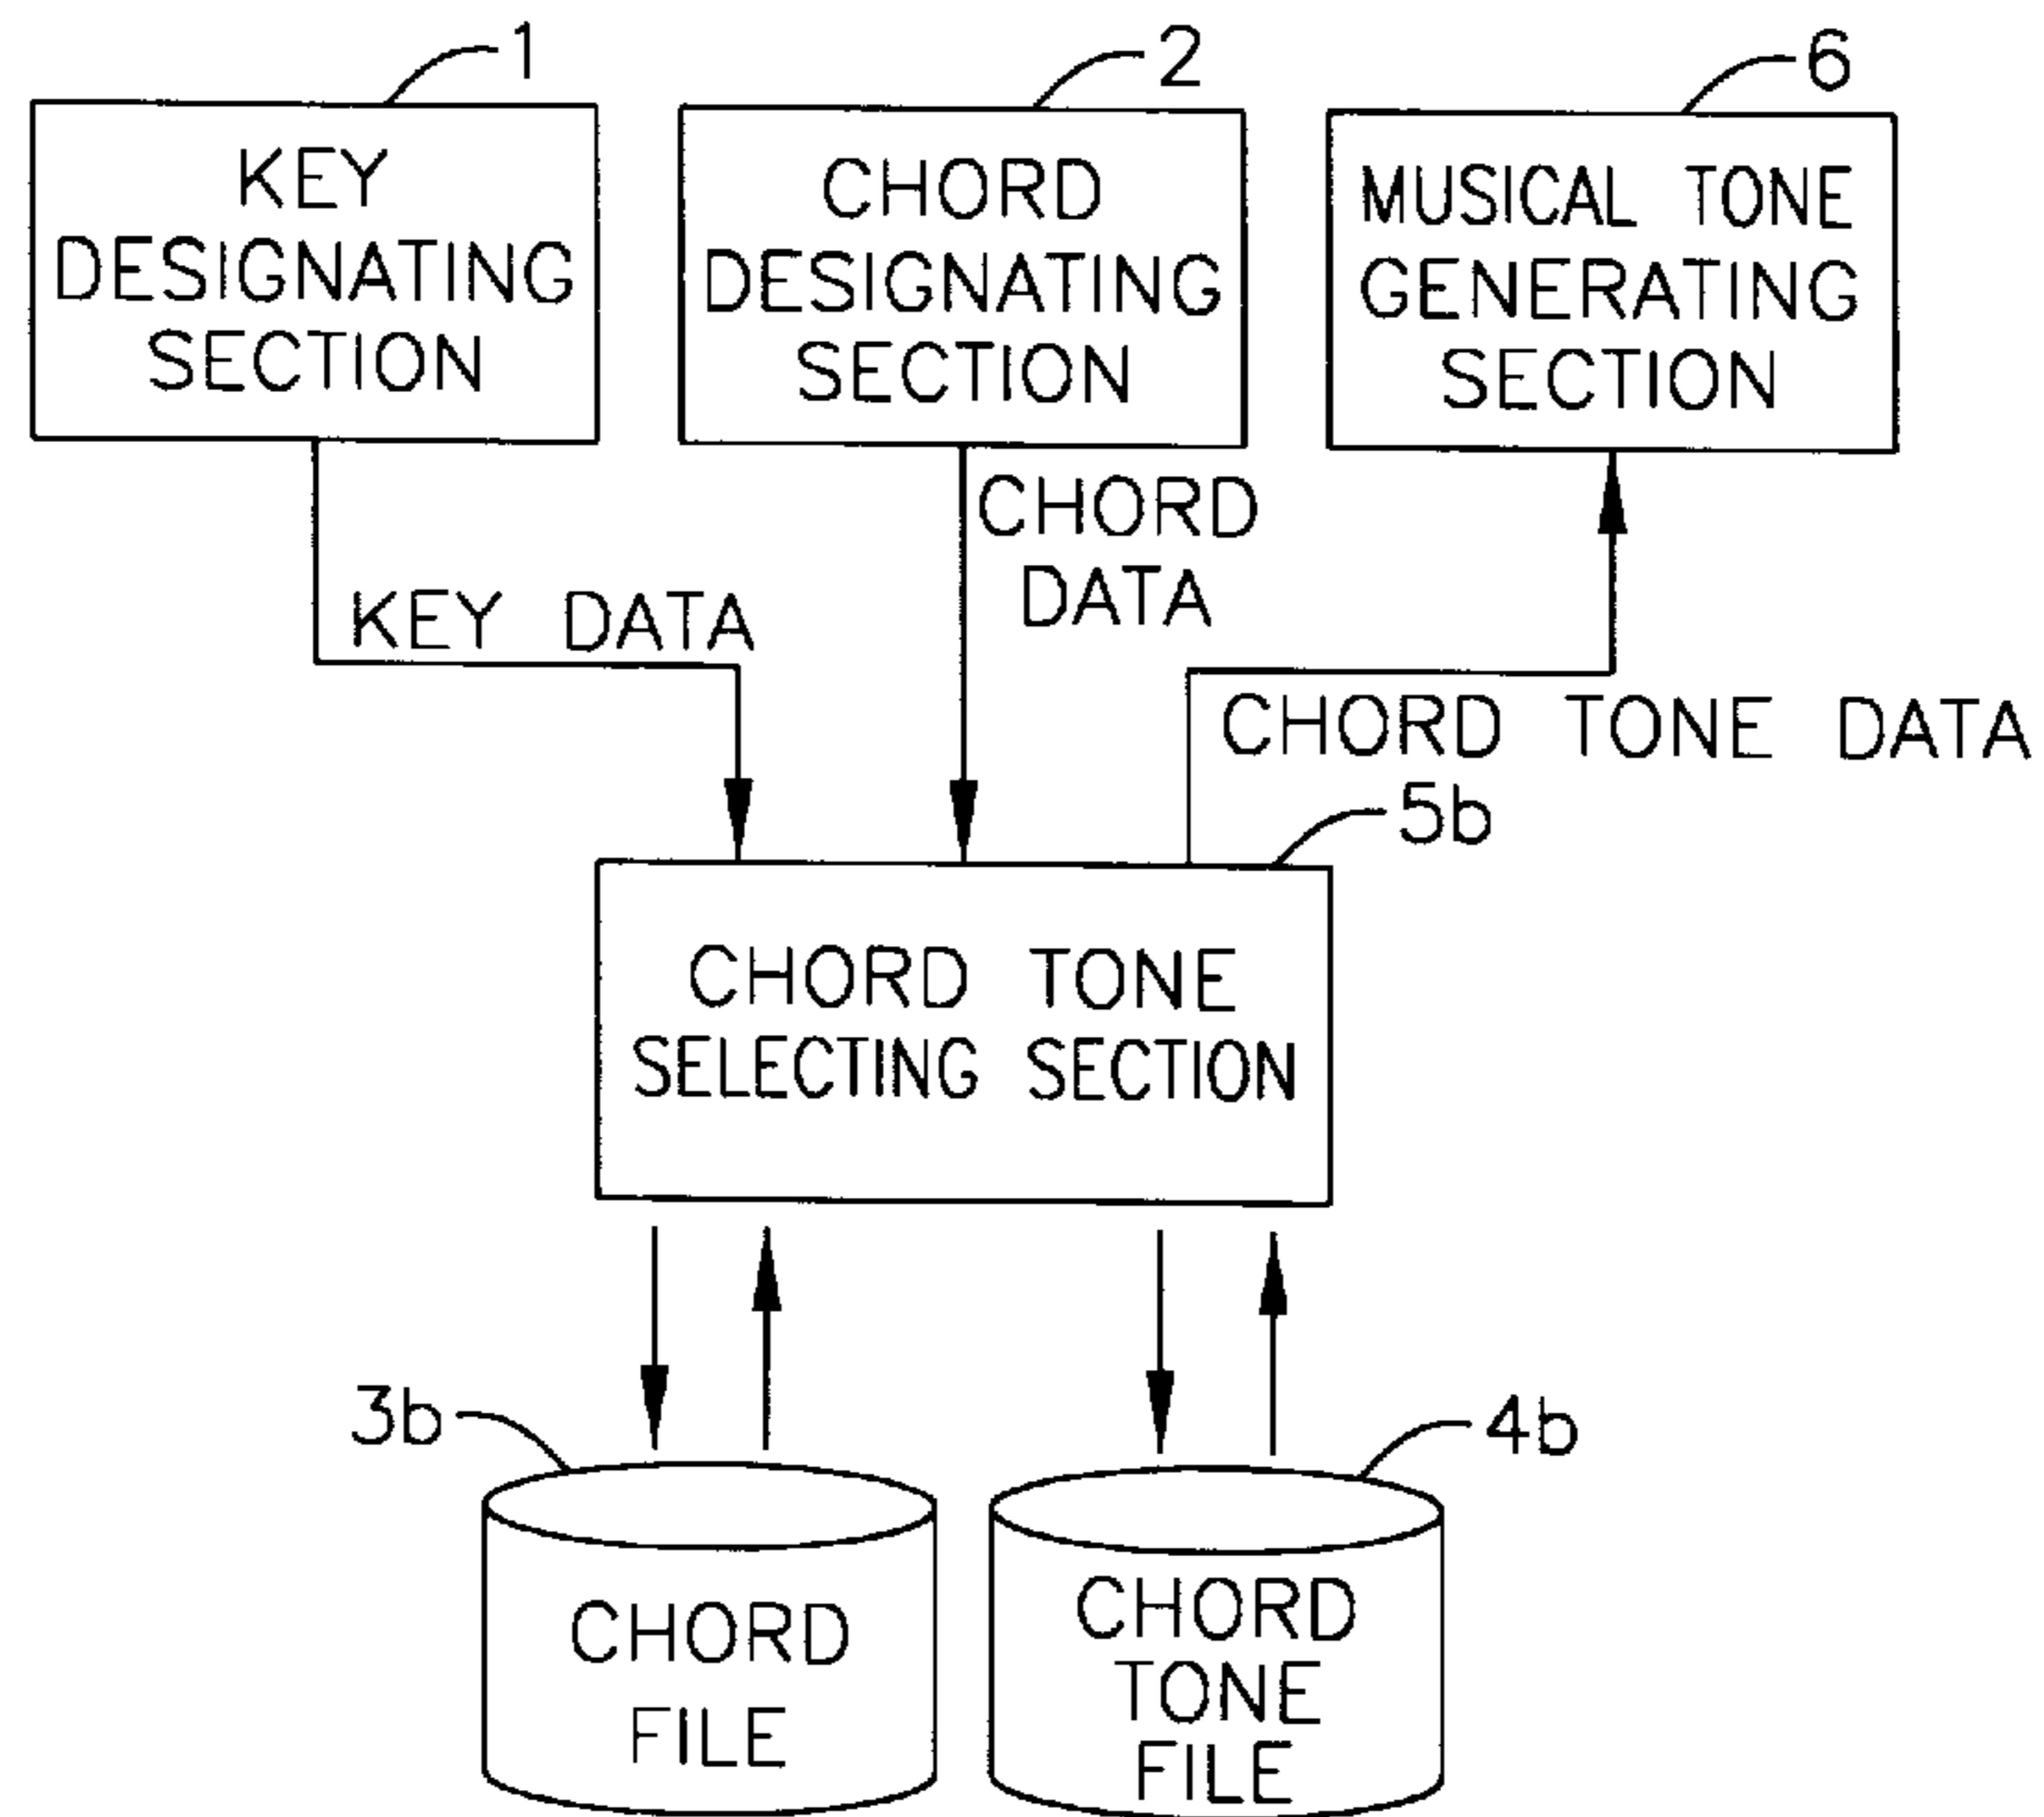 1
KEY
DESIGNATING
SECTION
2
CHORD
DESIGNATING
SECTION
6
MUSICAL TONE
GENERATING
SECTION
KEY DATA
CHORD
DATA
CHORD TONE DATA
5b
CHORD TONE
SELECTING SECTION
3b
CHORD
FILE
4b
CHORD
TONE
FILE